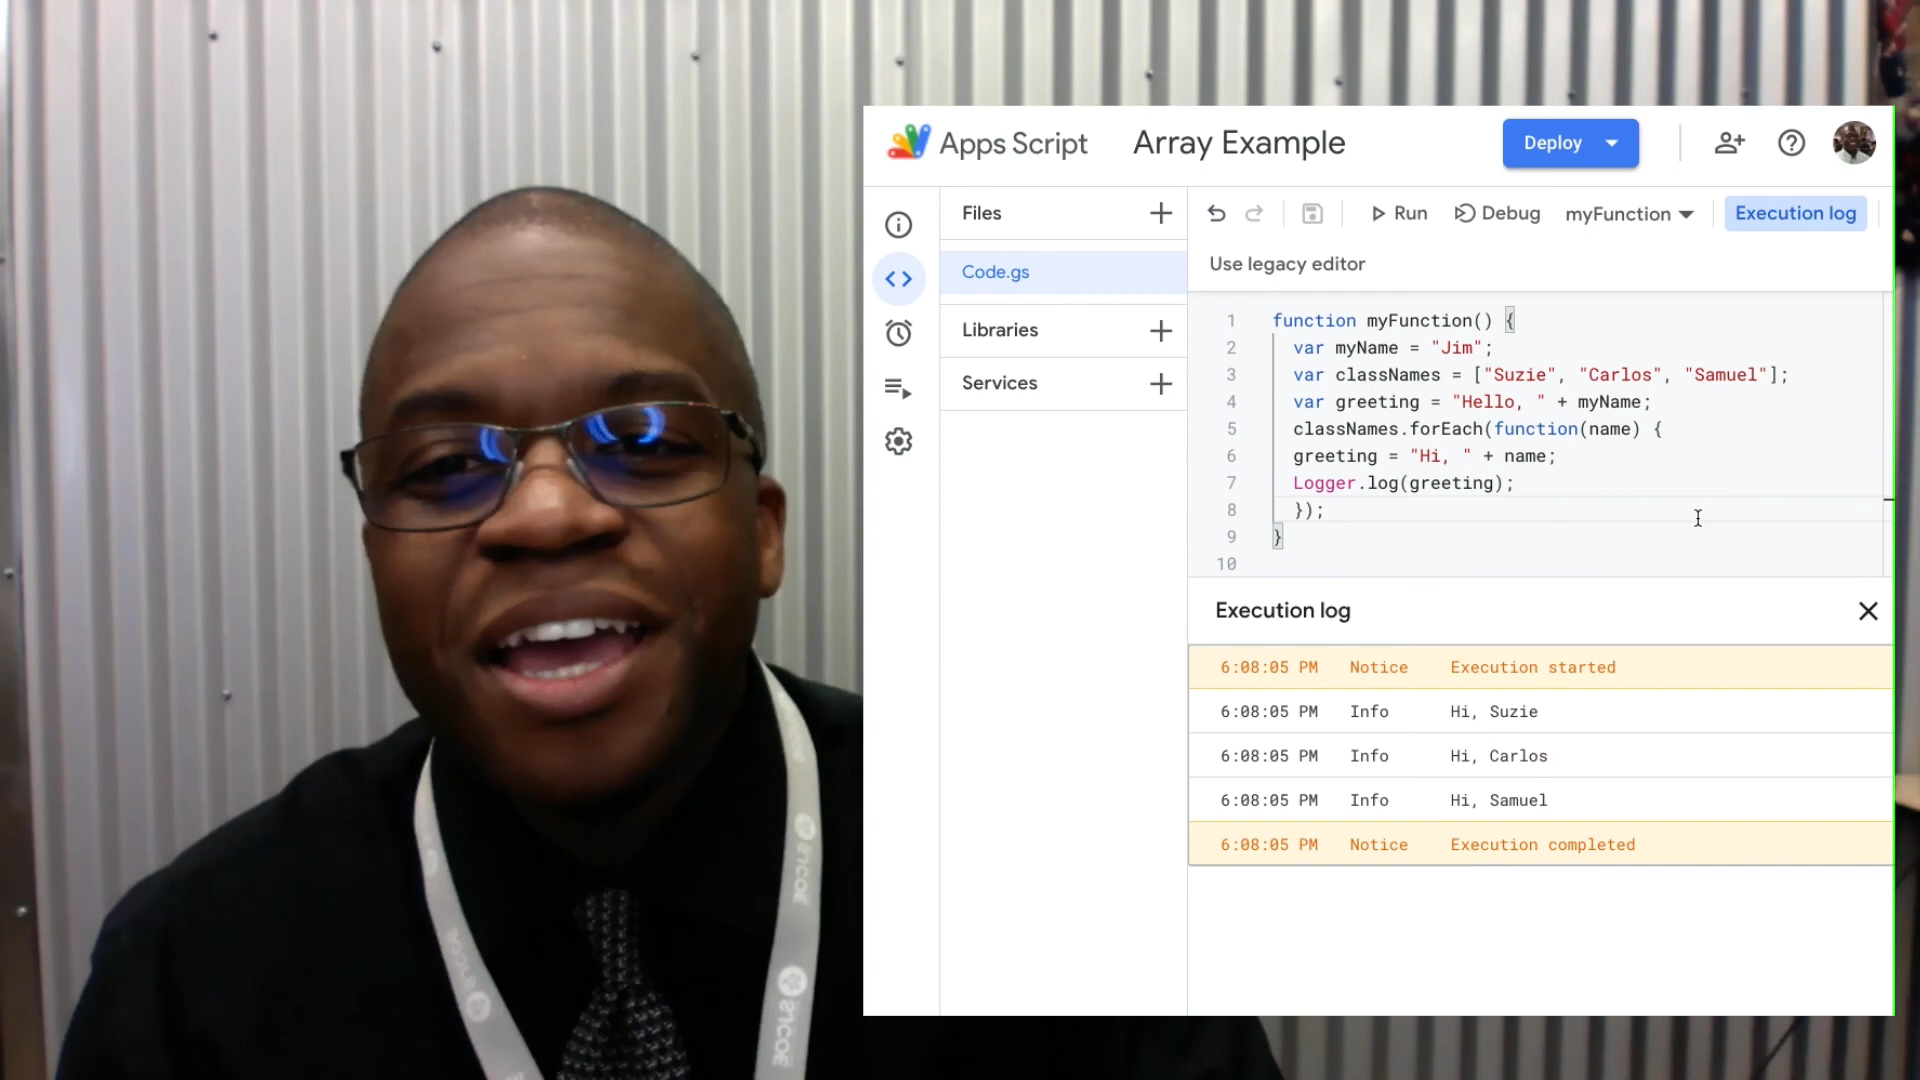 Apps Script
Array Example
Deploy
Files
Run
Debug
myFunction
Execution log
Code.gs
Use legacy editor
Libraries
Services
1 function myFunction() {
2 var myName = "Jim";
3 var classNames = ["Suzie", "Carlos", "Samuel"];
4 var greeting = "Hello, " + myName;
5 classNames.forEach(function(name) {
6 greeting = "Hi, " + name;
7 Logger.log(greeting);
8 });
9 }
10
Execution log
6:08:05 PM Notice Execution started
6:08:05 PM Info Hi, Suzie
6:08:05 PM Info Hi, Carlos
6:08:05 PM Info Hi, Samuel
6:08:05 PM Notice Execution completed